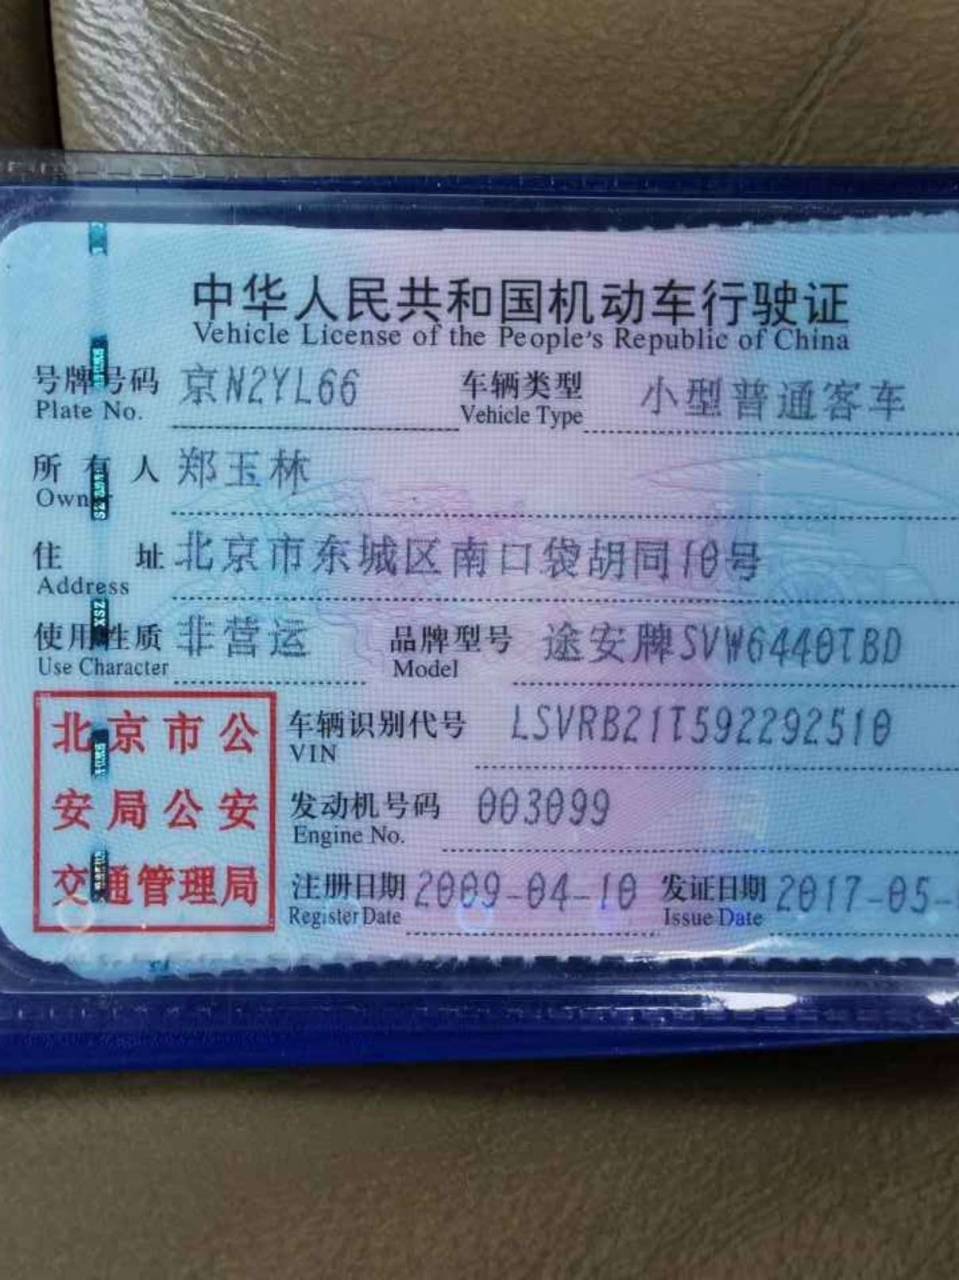 中华人民共和国机动车行驶证
Vehicle License of the People's Republic of China
号牌号码 京N2YL66 车辆类型 小型普通客车
Plate No. Vehicle Type
所有人 郑玉林
Owner
住址 北京市东城区南口袋胡同10号
Address
使用性质 非营运 品牌型号 途安牌SVW6440TBD
Use Character Model
北京市公
安局公安
交通管理局
车辆识别代号 LSVRB21T592292510
VIN
发动机号码 003099
Engine No.
注册日期 2009-04-10 发证日期 2017-05-
Register Date Issue Date